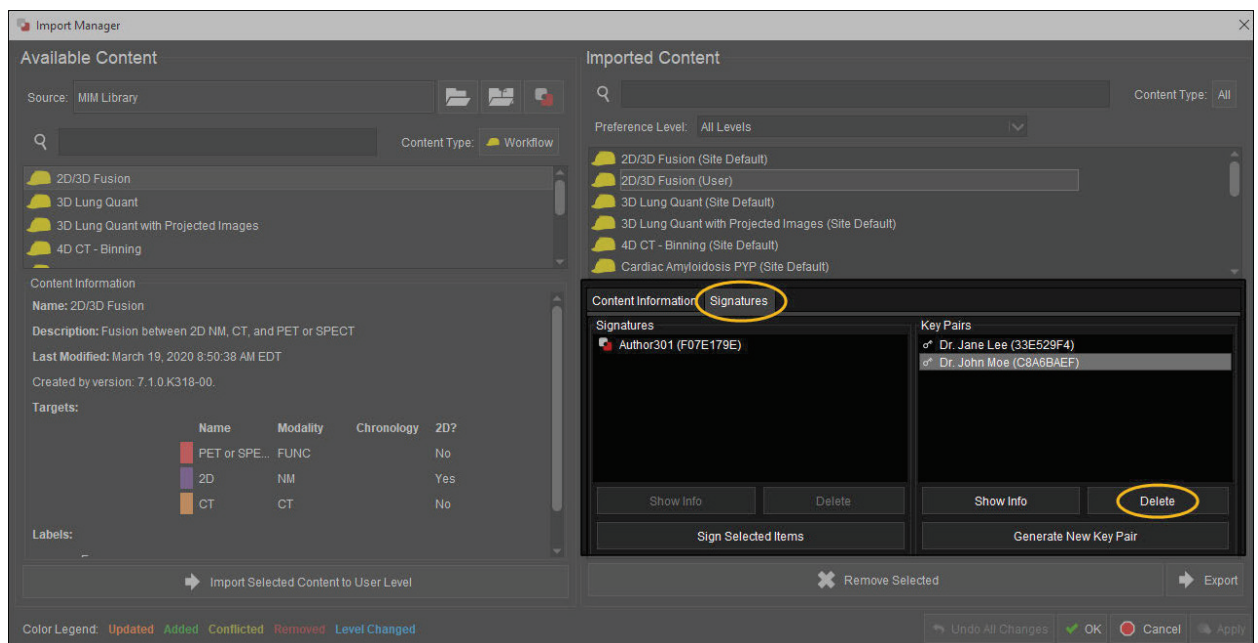 Import Manager
Available Content
Source: MIM Library
Content Type: Workflow
2D/3D Fusion
3D Lung Quant
3D Lung Quant with Projected Images
4D CT - Binning
Content Information
Name: 2D/3D Fusion
Description: Fusion between 2D NM, CT, and PET or SPECT
Last Modified: March 19, 2020 8:50:38 AM EDT
Created by version: 7.1.0.K318-00.
Targets:
Name Modality Chronology 2D?
PET or SPE... FUNC No
2D NM Yes
CT CT No
Labels:
Import Selected Content to User Level
Imported Content
Content Type: All
Preference Level: All Levels
2D/3D Fusion (Site Default)
2D/3D Fusion (User)
3D Lung Quant (Site Default)
3D Lung Quant with Projected Images (Site Default)
4D CT - Binning (Site Default)
Cardiac Amyloidosis PYP (Site Default)
Content Information Signatures
Signatures
Author301 (F07E179E)
Show Info Delete
Sign Selected Items
Key Pairs
Dr. Jane Lee (33E529F4)
Dr. John Moe (C8A6BAEF)
Show Info Delete
Generate New Key Pair
Remove Selected Export
Color Legend: Updated Added Conflicted Removed Level Changed
Undo All Changes OK Cancel Apply